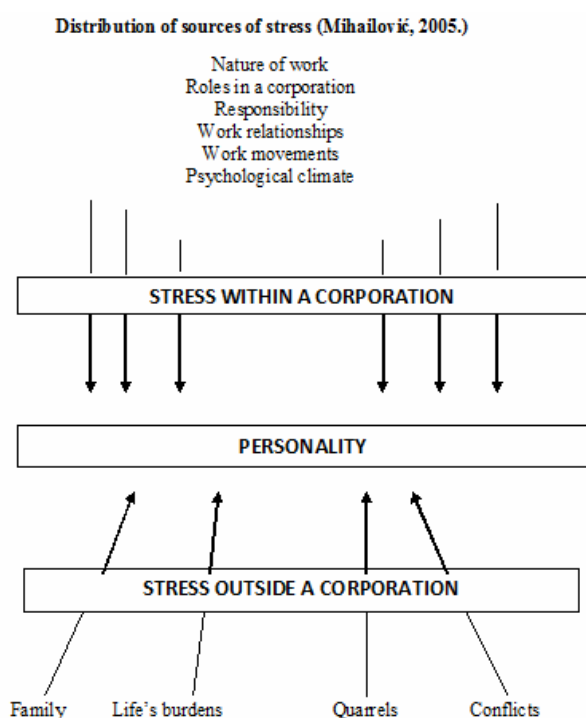 Distribution of sources of stress (Mihailović, 2005.)
Nature of work
Roles in a corporation
Responsibility
Work relationships
Work movements
Psychological climate
STRESS WITHIN A CORPORATION
PERSONALITY
STRESS OUTSIDE A CORPORATION
Family Life's burdens Quarrels Conflicts